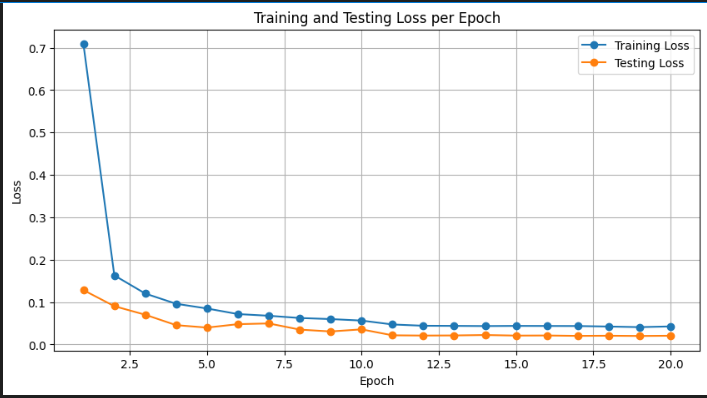 Training and Testing Loss per Epoch
Training Loss
Testing Loss
Loss
0.7
0.6
0.5
0.4
0.3
0.2
0.1
0.0
2.5 5.0 7.5 10.0 12.5 15.0 17.5 20.0
Epoch